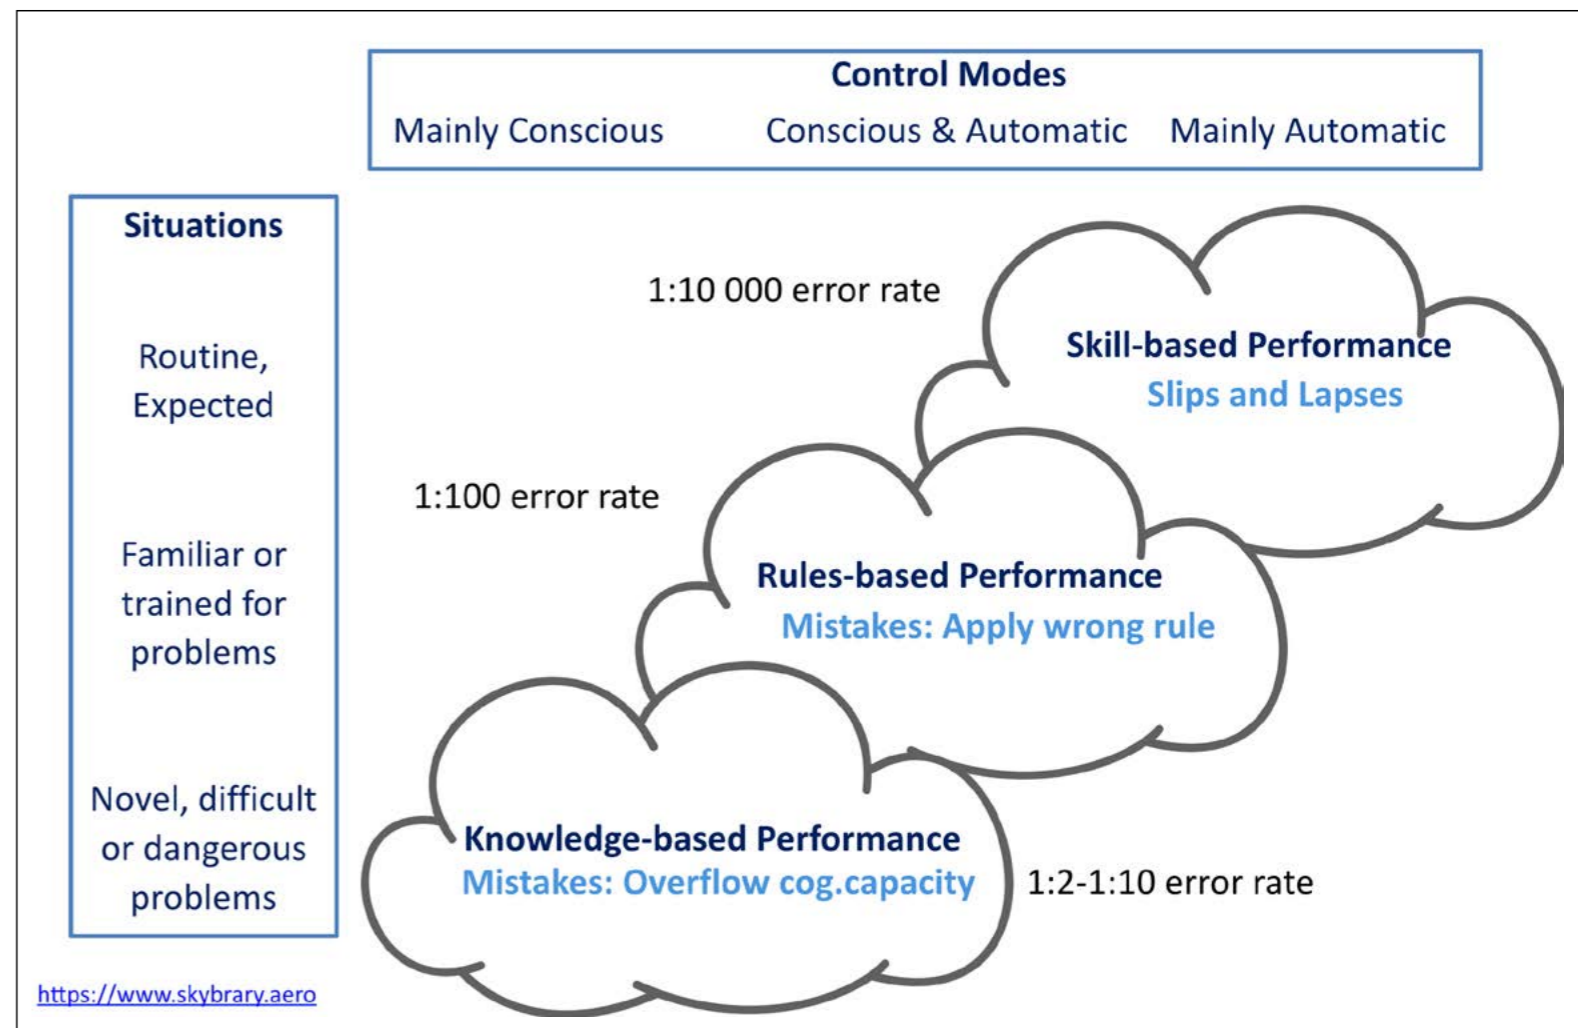 Control Modes
Mainly Conscious Conscious & Automatic Mainly Automatic
Situations
Routine,
Expected
Familiar or
trained for
problems
Novel, difficult
or dangerous
problems
1:10 000 error rate
Skill-based Performance
Slips and Lapses
1:100 error rate
Rules-based Performance
Mistakes: Apply wrong rule
Knowledge-based Performance
Mistakes: Overflow cog.capacity
1:2-1:10 error rate
https://www.skybrary.aero